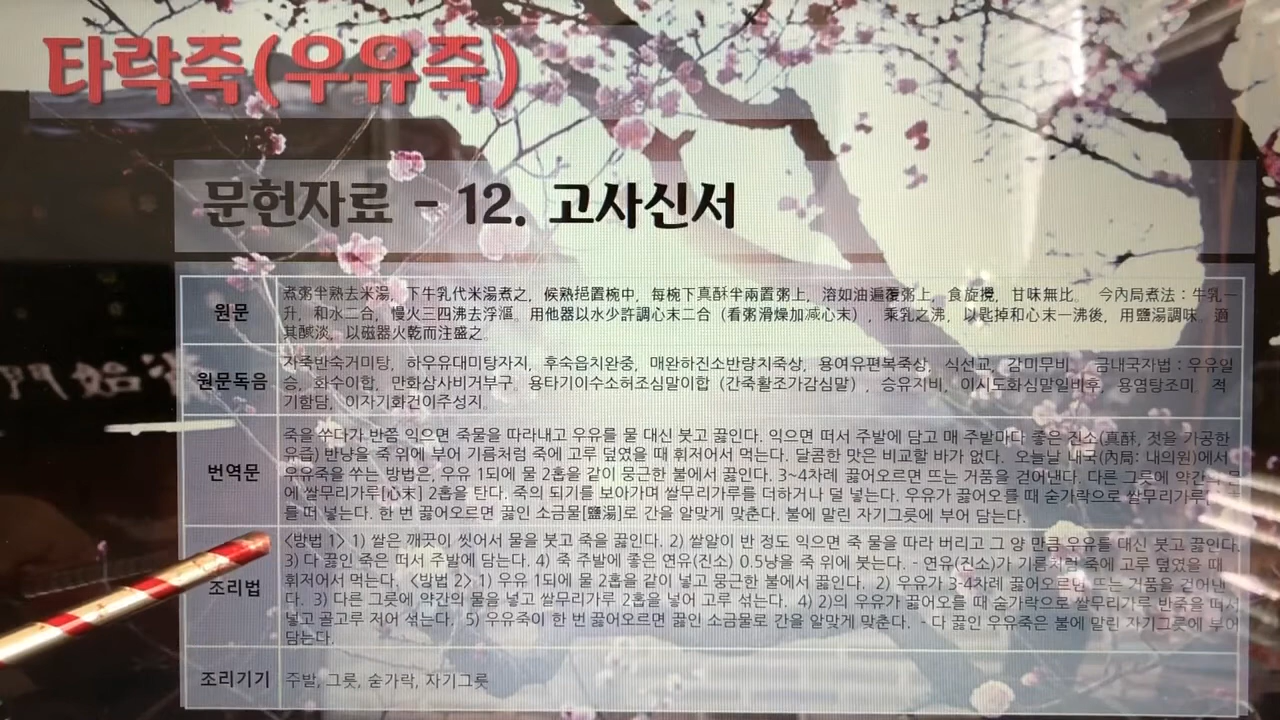 타락죽(우유죽)
문헌자료 - 12. 고사신서
원문
煮粥半熟去米湯, 下牛乳代米湯煮之, 候熟挹置椀中, 每椀下真酥半兩置粥上, 溶如油遍覆粥上, 食旋攪, 甘味無比. 今內局煮法 : 牛乳一
升, 和水二合, 慢火三四沸去浮漚. 用他器以水少許調心末二合 (看粥滑燥加减心末), 乘乳之沸, 以匙掉和心末一沸後, 用鹽湯調味. 適
其醎淡, 以磁器火乾而注盛之.
원문독음
자죽반숙거미탕, 하우유대미탕자지, 후숙읍치완중, 매완하진소반량치죽상, 용여유편복죽상, 식선교, 감미무비. 금내국자법 : 우유일
승, 화수이합, 만화삼사비거부구. 용타기이수소허조심말이합 (간죽활조가감심말), 승유지비, 이시도화심말일비후, 용염탕조미. 적
기함담, 이자기화건이주성지.
번역문
죽을 쑤다가 반쯤 익으면 죽물을 따라내고 우유를 물 대신 붓고 끓인다. 익으면 떠서 주발에 담고 매 주발마다 좋은 진소(真酥, 젓을 가공한
유즙) 반냥을 죽 위에 부어 기름처럼 죽에 고루 덮였을 때 휘저어서 먹는다. 달콤한 맛은 비교할 바가 없다. 오늘날 내국(內局: 내의원)에서
우유죽을 쑤는 방법은, 우유 1되에 물 2홉을 같이 뭉근한 불에서 끓인다. 3~4차례 끓어오르면 뜨는 거품을 걷어낸다. 다른 그릇에 약간의 물
에 쌀무리가루[心末] 2홉을 탄다. 죽의 되기를 보아가며 쌀무리가루를 더하거나 덜 넣는다. 우유가 끓어오를 때 숟가락으로 쌀무리가루
를 떠 넣는다. 한 번 끓어오르면 끓인 소금물[鹽湯]로 간을 알맞게 맞춘다. 불에 말린 자기그릇에 부어 담는다.
조리법
<방법 1> 1) 쌀은 깨끗이 씻어서 물을 붓고 죽을 끓인다. 2) 쌀알이 반 정도 익으면 죽 물을 따라 버리고 그 양 만큼 우유를 대신 붓고 끓인다.
3) 다 끓인 죽은 떠서 주발에 담는다. 4) 죽 주발에 좋은 연유(진소) 0.5냥을 죽 위에 붓는다. - 연유(진소)가 기름처럼 죽에 고루 덮였을 때
휘저어서 먹는다. <방법 2> 1) 우유 1되에 물 2홉을 같이 넣고 뭉근한 불에서 끓인다. 2) 우유가 3-4차례 끓어오르면 뜨는 거품을 걷어낸
다. 3) 다른 그릇에 약간의 물을 넣고 쌀무리가루 2홉을 넣어 고루 섞는다. 4) 2)의 우유가 끓어오를 때 숟가락으로 쌀무리가루 반죽을 떠서
넣고 골고루 저어 섞는다. 5) 우유죽이 한 번 끓어오르면 끓인 소금물로 간을 알맞게 맞춘다. - 다 끓인 우유죽은 불에 말린 자기그릇에 부어
담는다.
조리기기
주발, 그릇, 숟가락, 자기그릇